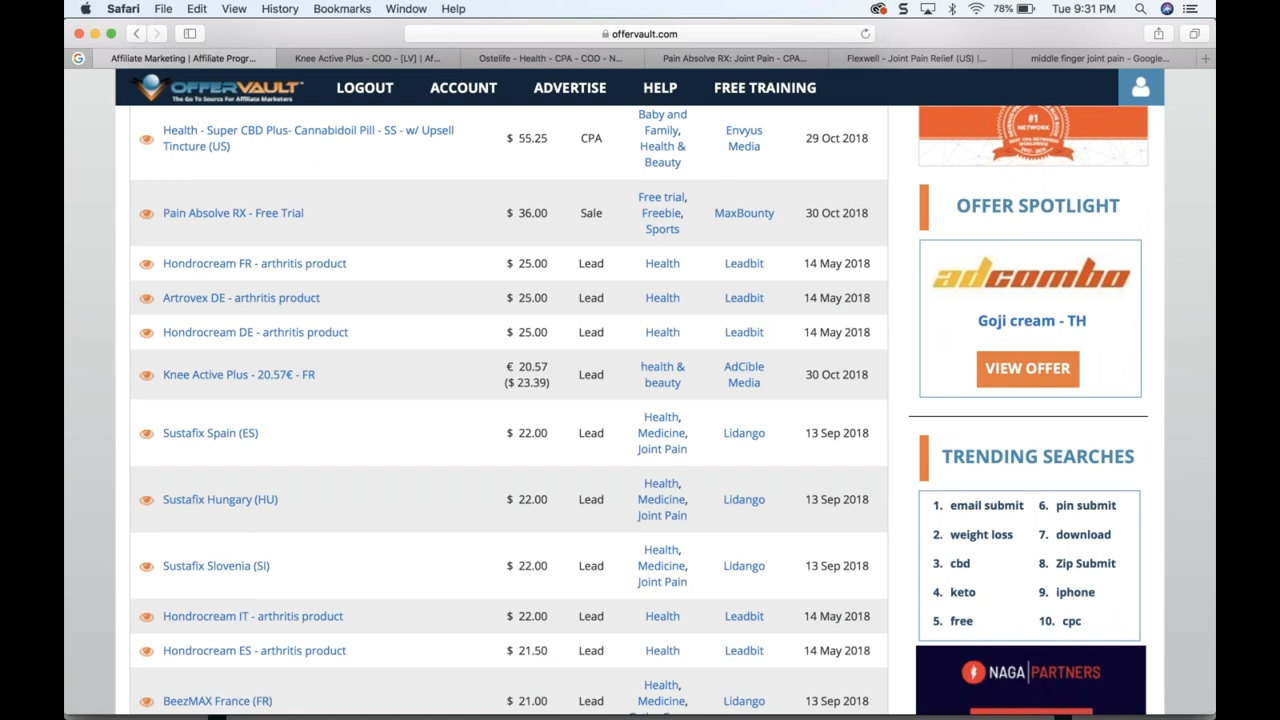 Safari File Edit View History Bookmarks Window Help 78% Tue 9:31 PM
offervault.com
Affiliate Marketing | Affiliate Progr... Knee Active Plus - COD - [LV] | Af... Ostelife - Health - CPA - COD - N... Pain Absolve RX: Joint Pain - CPA... Flexwell - Joint Pain Relief (US) |... middle finger joint pain - Google...
OFFERVAULT
The Go To Source For Affiliate Marketers
LOGOUT ACCOUNT ADVERTISE HELP FREE TRAINING
Health - Super CBD Plus- Cannabidoil Pill - SS - w/ Upsell
Tincture (US)
$ 55.25
CPA
Baby and
Family,
Health &
Beauty
Envyus
Media
29 Oct 2018
Pain Absolve RX - Free Trial
$ 36.00
Sale
Free trial,
Freebie,
Sports
MaxBounty
30 Oct 2018
Hondrocream FR - arthritis product $ 25.00 Lead Health Leadbit 14 May 2018
Artrovex DE - arthritis product $ 25.00 Lead Health Leadbit 14 May 2018
Hondrocream DE - arthritis product $ 25.00 Lead Health Leadbit 14 May 2018
Knee Active Plus - 20.57€ - FR
€ 20.57
($ 23.39)
Lead
health &
beauty
AdCible
Media
30 Oct 2018
Sustafix Spain (ES)
$ 22.00
Lead
Health,
Medicine,
Joint Pain
Lidango
13 Sep 2018
Sustafix Hungary (HU)
$ 22.00
Lead
Health,
Medicine,
Joint Pain
Lidango
13 Sep 2018
Sustafix Slovenia (SI)
$ 22.00
Lead
Health,
Medicine,
Joint Pain
Lidango
13 Sep 2018
Hondrocream IT - arthritis product $ 22.00 Lead Health Leadbit 14 May 2018
Hondrocream ES - arthritis product $ 21.50 Lead Health Leadbit 14 May 2018
BeezMAX France (FR)
$ 21.00
Lead
Health,
Medicine,
Lidango
13 Sep 2018
#1
NETWORK
OFFER SPOTLIGHT
adcombo
Goji cream - TH
VIEW OFFER
TRENDING SEARCHES
1. email submit 6. pin submit
2. weight loss 7. download
3. cbd 8. Zip Submit
4. keto 9. iphone
5. free 10. cpc
NAGA|PARTNERS